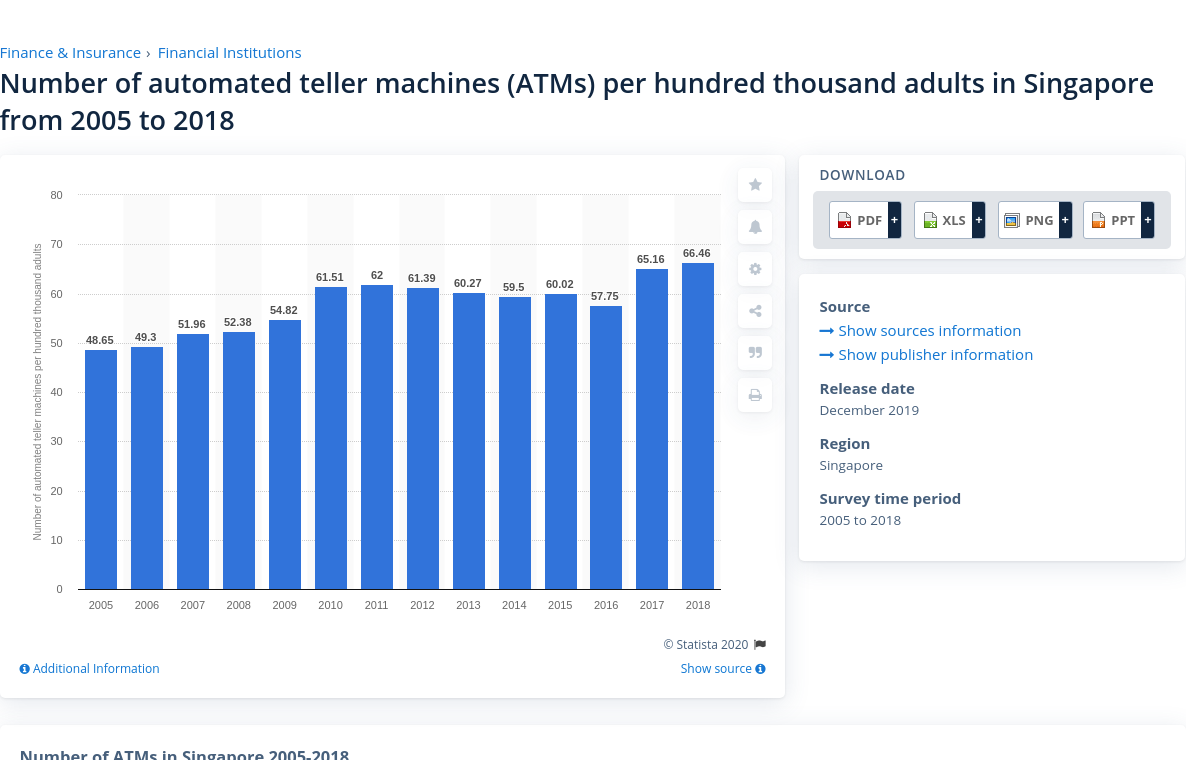 Finance & Insurance › Financial Institutions
Number of automated teller machines (ATMs) per hundred thousand adults in Singapore
from 2005 to 2018
Number of automated teller machines per hundred thousand adults
80
70
60
50
40
30
20
10
0
48.65
49.3
51.96
52.38
54.82
61.51
62
61.39
60.27
59.5
60.02
57.75
65.16
66.46
2005 2006 2007 2008 2009 2010 2011 2012 2013 2014 2015 2016 2017 2018
© Statista 2020
Additional Information
Show source
DOWNLOAD
PDF + XLS + PNG + PPT +
Source
Show sources information
Show publisher information
Release date
December 2019
Region
Singapore
Survey time period
2005 to 2018
Number of ATMs in Singapore 2005-2018